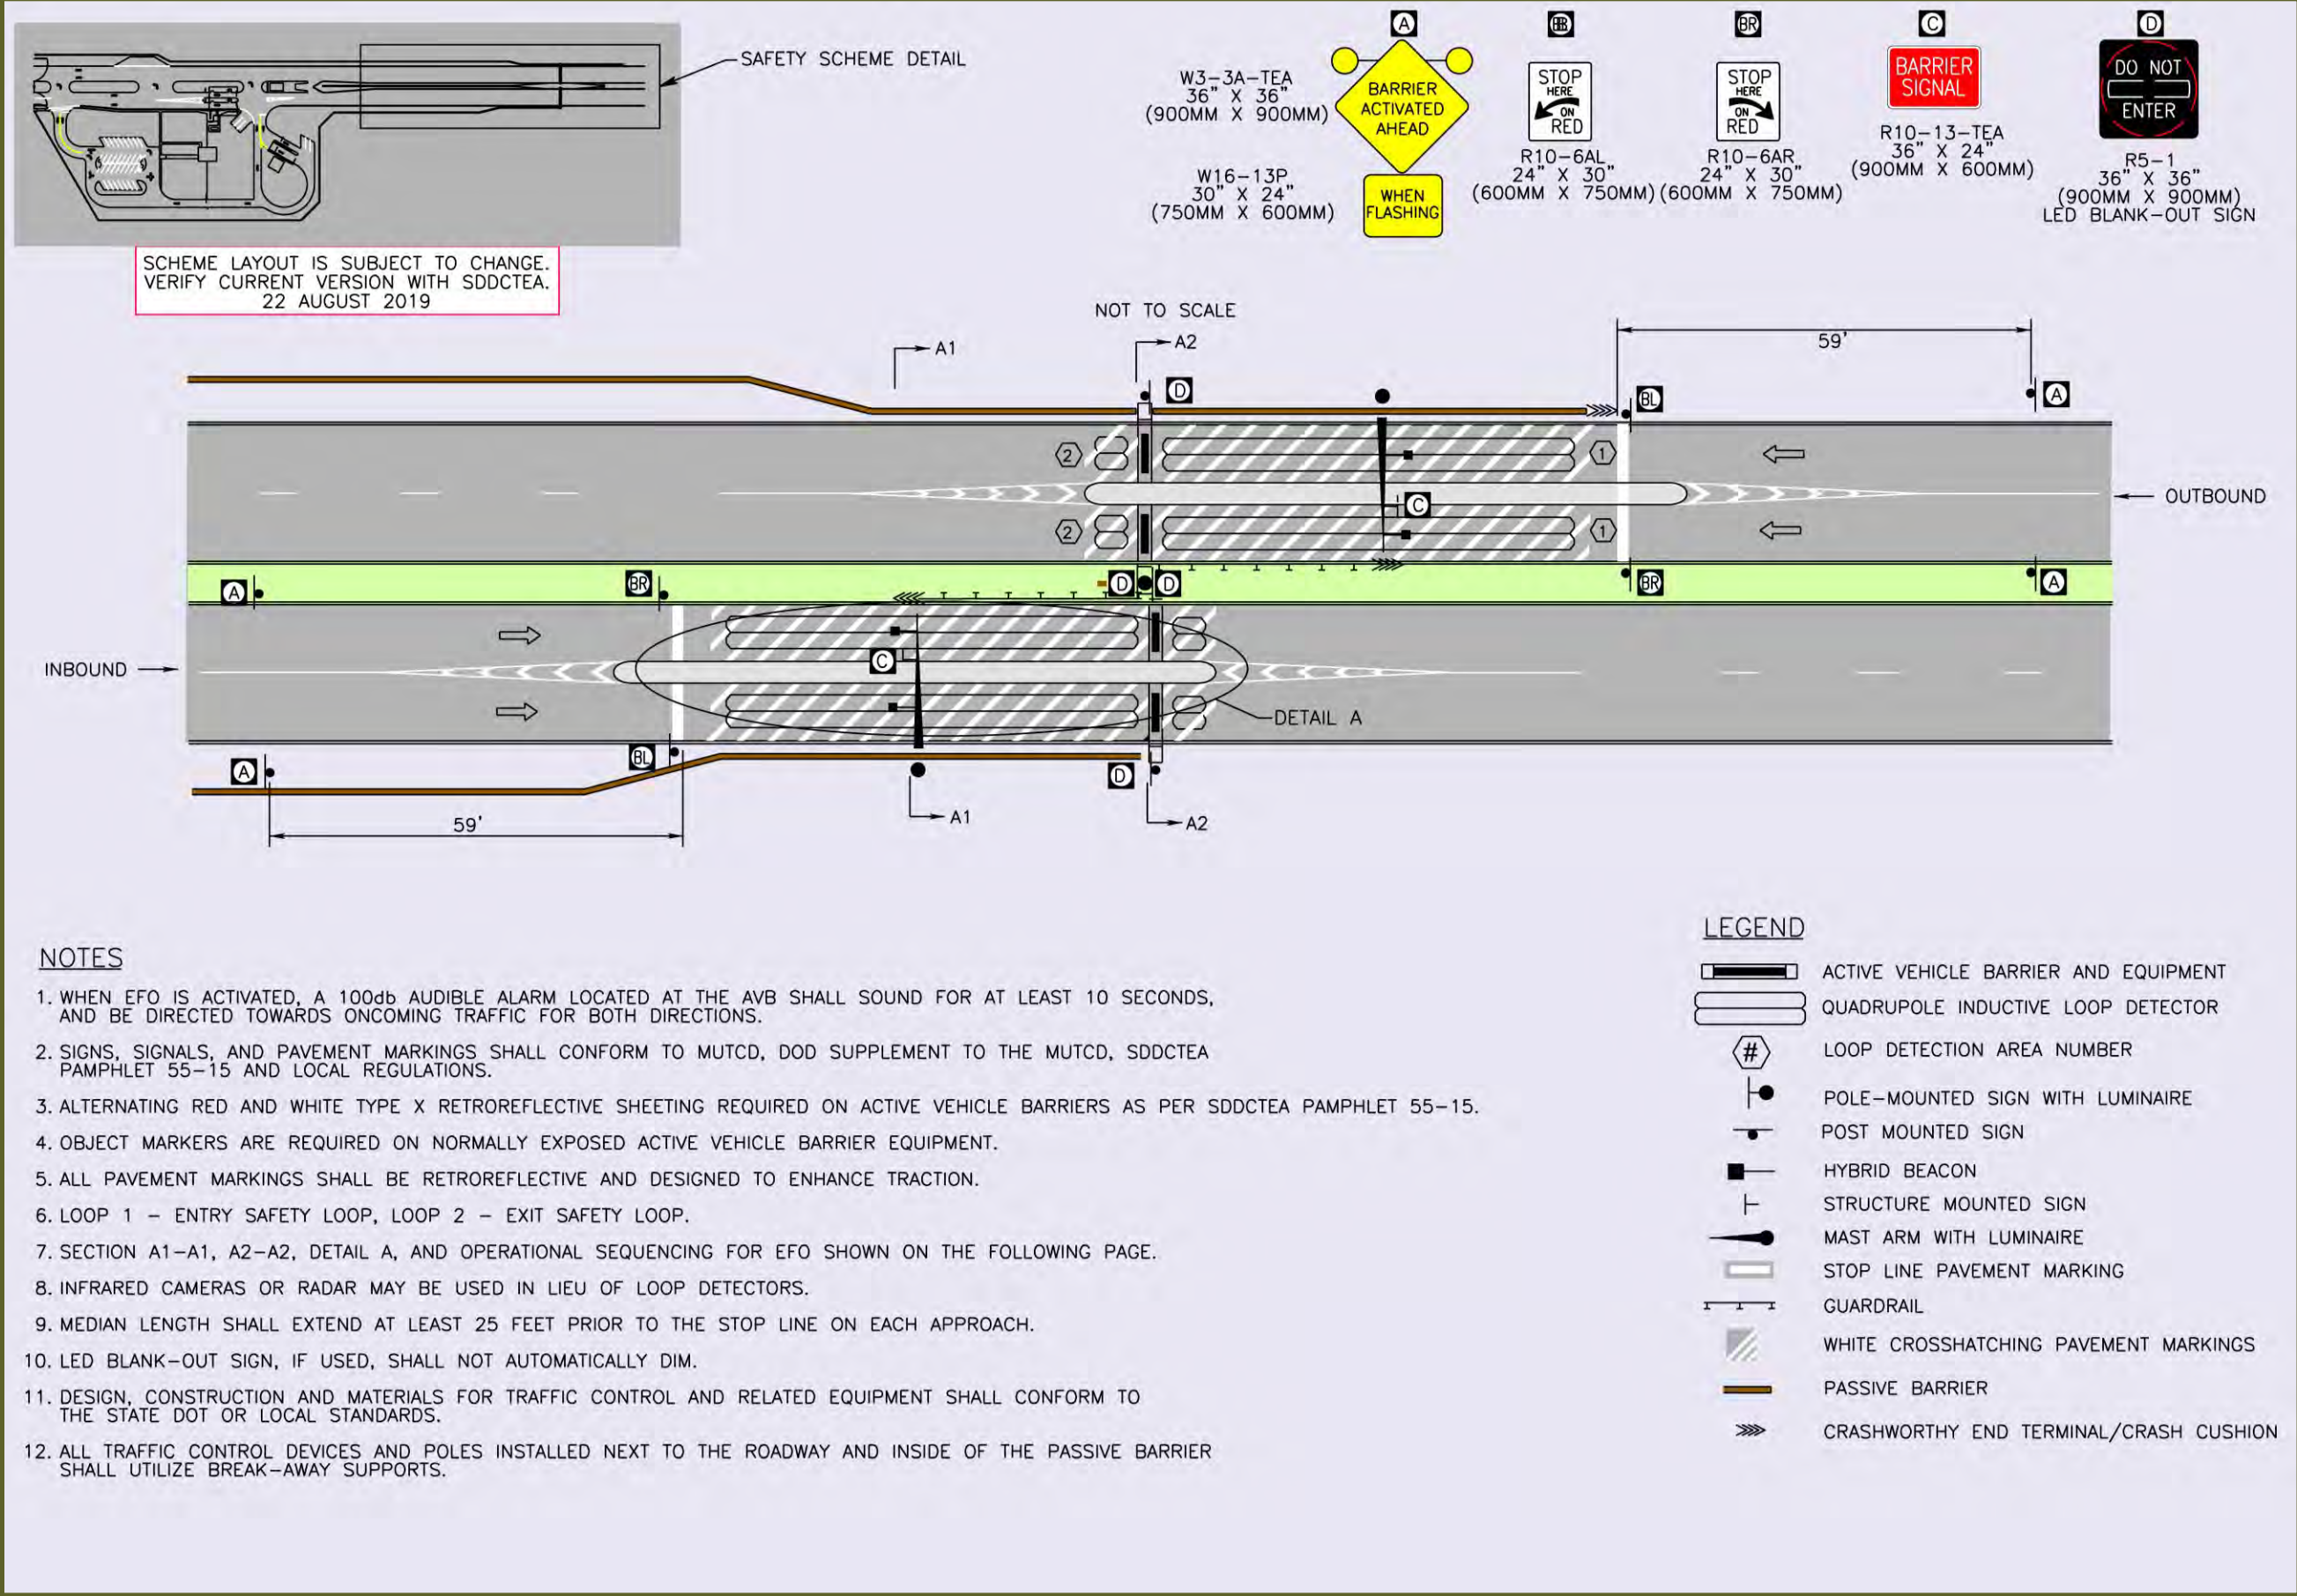 SAFETY SCHEME DETAIL
SCHEME LAYOUT IS SUBJECT TO CHANGE.
VERIFY CURRENT VERSION WITH SDDCTEA.
22 AUGUST 2019
A
W3-3A-TEA
36" X 36"
(900MM X 900MM)
BARRIER
ACTIVATED
AHEAD
W16-13P
30" X 24"
(750MM X 600MM)
WHEN
FLASHING
STOP
HERE
ON
RED
R10-6AL
24" X 30"
(600MM X 750MM)
BR
STOP
HERE
ON
RED
R10-6AR
24" X 30"
(600MM X 750MM)
C
BARRIER
SIGNAL
R10-13-TEA
36" X 24"
(900MM X 600MM)
D
DO NOT
ENTER
R5-1
36" X 36"
(900MM X 900MM)
LED BLANK-OUT SIGN
NOT TO SCALE
A1
A2
59'
D
BL
A
2
1
C
OUTBOUND
2
1
A
BR
D
D
BR
A
INBOUND
C
DETAIL A
A
BL
D
59'
A1
A2
NOTES
1. WHEN EFO IS ACTIVATED, A 100db AUDIBLE ALARM LOCATED AT THE AVB SHALL SOUND FOR AT LEAST 10 SECONDS,
AND BE DIRECTED TOWARDS ONCOMING TRAFFIC FOR BOTH DIRECTIONS.
2. SIGNS, SIGNALS, AND PAVEMENT MARKINGS SHALL CONFORM TO MUTCD, DOD SUPPLEMENT TO THE MUTCD, SDDCTEA
PAMPHLET 55-15 AND LOCAL REGULATIONS.
3. ALTERNATING RED AND WHITE TYPE X RETROREFLECTIVE SHEETING REQUIRED ON ACTIVE VEHICLE BARRIERS AS PER SDDCTEA PAMPHLET 55-15.
4. OBJECT MARKERS ARE REQUIRED ON NORMALLY EXPOSED ACTIVE VEHICLE BARRIER EQUIPMENT.
5. ALL PAVEMENT MARKINGS SHALL BE RETROREFLECTIVE AND DESIGNED TO ENHANCE TRACTION.
6. LOOP 1 - ENTRY SAFETY LOOP, LOOP 2 - EXIT SAFETY LOOP.
7. SECTION A1-A1, A2-A2, DETAIL A, AND OPERATIONAL SEQUENCING FOR EFO SHOWN ON THE FOLLOWING PAGE.
8. INFRARED CAMERAS OR RADAR MAY BE USED IN LIEU OF LOOP DETECTORS.
9. MEDIAN LENGTH SHALL EXTEND AT LEAST 25 FEET PRIOR TO THE STOP LINE ON EACH APPROACH.
10. LED BLANK-OUT SIGN, IF USED, SHALL NOT AUTOMATICALLY DIM.
11. DESIGN, CONSTRUCTION AND MATERIALS FOR TRAFFIC CONTROL AND RELATED EQUIPMENT SHALL CONFORM TO
THE STATE DOT OR LOCAL STANDARDS.
12. ALL TRAFFIC CONTROL DEVICES AND POLES INSTALLED NEXT TO THE ROADWAY AND INSIDE OF THE PASSIVE BARRIER
SHALL UTILIZE BREAK-AWAY SUPPORTS.
LEGEND
ACTIVE VEHICLE BARRIER AND EQUIPMENT
QUADRUPOLE INDUCTIVE LOOP DETECTOR
# LOOP DETECTION AREA NUMBER
POLE-MOUNTED SIGN WITH LUMINAIRE
POST MOUNTED SIGN
HYBRID BEACON
STRUCTURE MOUNTED SIGN
MAST ARM WITH LUMINAIRE
STOP LINE PAVEMENT MARKING
GUARDRAIL
WHITE CROSSHATCHING PAVEMENT MARKINGS
PASSIVE BARRIER
CRASHWORTHY END TERMINAL/CRASH CUSHION